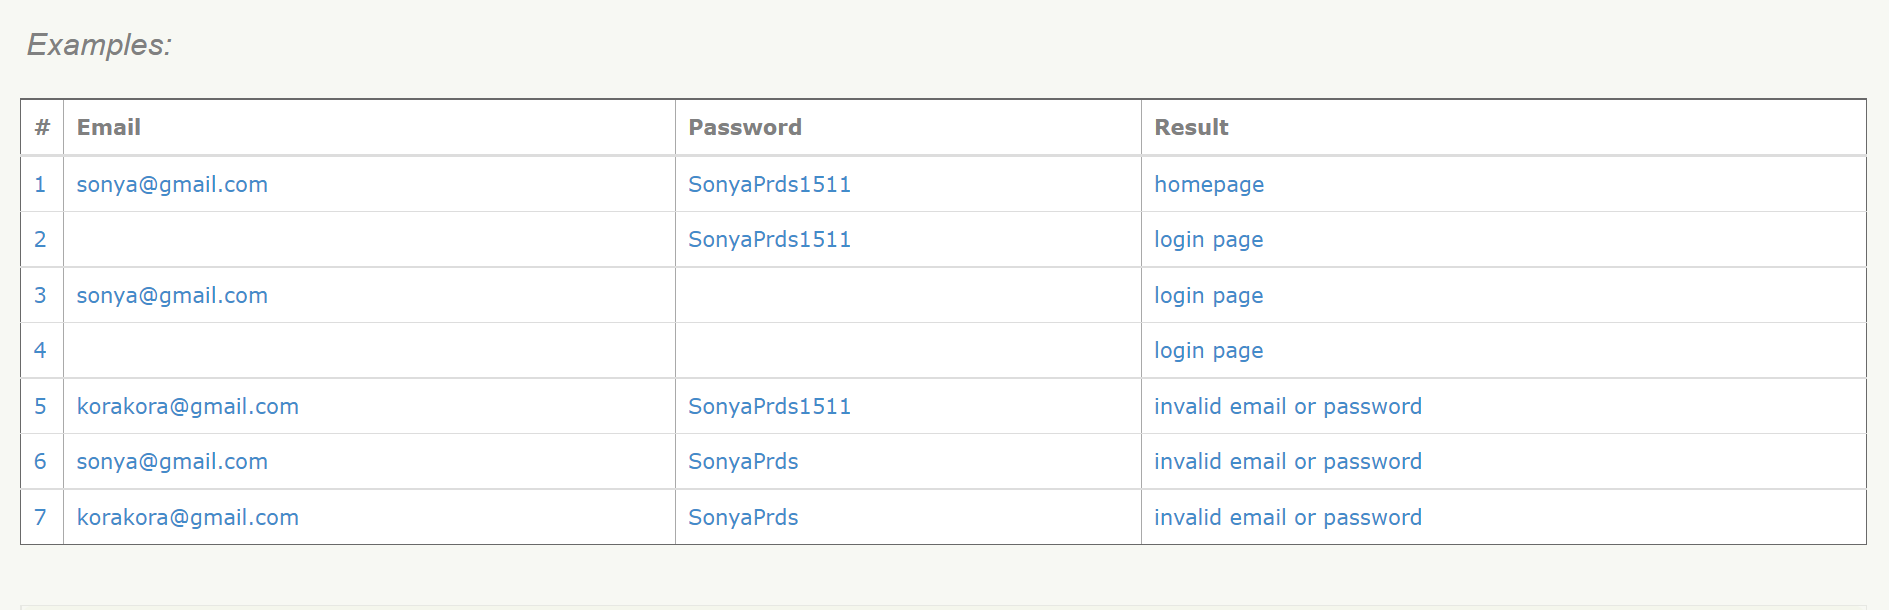 Examples:
# Email Password Result
1 sonya@gmail.com SonyaPrds1511 homepage
2 SonyaPrds1511 login page
3 sonya@gmail.com login page
4 login page
5 korakora@gmail.com SonyaPrds1511 invalid email or password
6 sonya@gmail.com SonyaPrds invalid email or password
7 korakora@gmail.com SonyaPrds invalid email or password